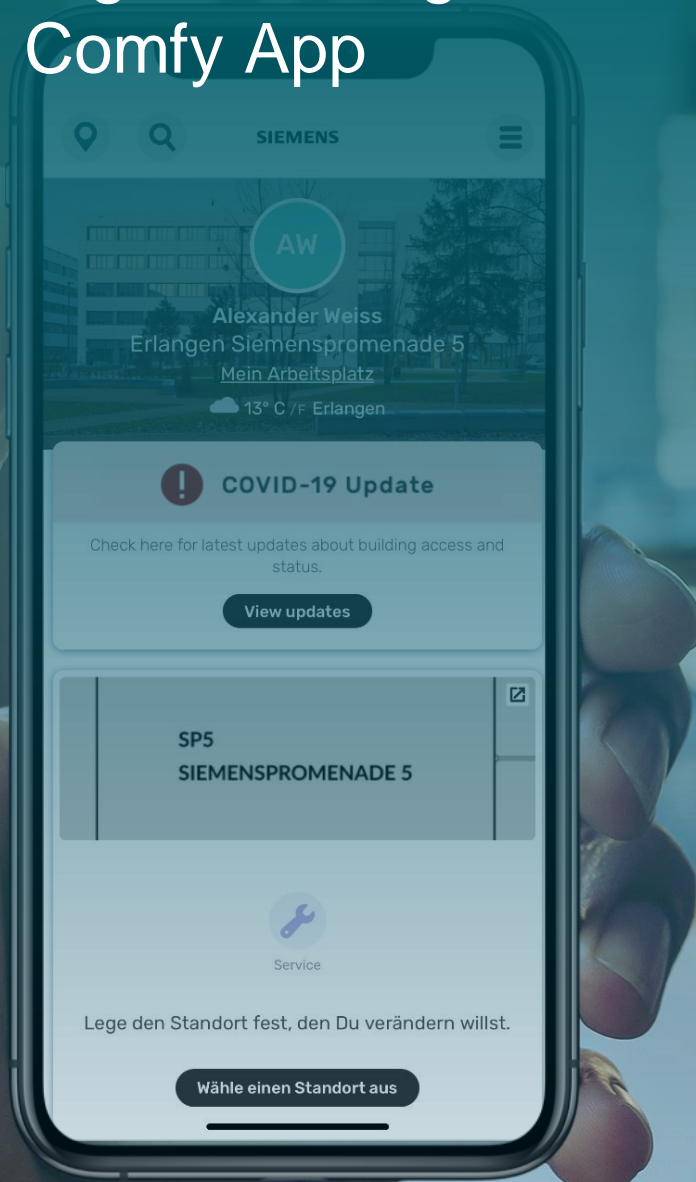 Comfy App
SIEMENS
AW
Alexander Weiss
Erlangen Siemenspromenade 5
Mein Arbeitsplatz
13° C /F Erlangen
COVID-19 Update
Check here for latest updates about building access and
status.
View updates
SP5
SIEMENSPROMENADE 5
Service
Lege den Standort fest, den Du verändern willst.
Wähle einen Standort aus